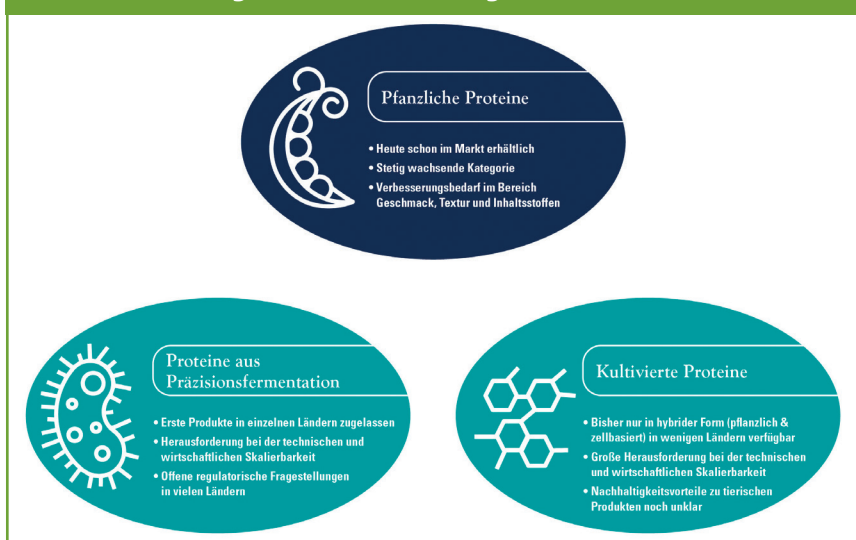 Pfanzliche Proteine
• Heute schon im Markt erhältlich
• Stetig wachsende Kategorie
• Verbesserungsbedarf im Bereich
Geschmack, Textur und Inhaltsstoffen
Proteine aus
Präzisionsfermentation
• Erste Produkte in einzelnen Ländern zugelassen
• Herausforderung bei der technischen und
wirtschaftlichen Skalierbarkeit
• Offene regulatorische Fragestellungen
in vielen Ländern
Kultivierte Proteine
• Bisher nur in hybrider Form (pflanzlich &
zellbasiert) in wenigen Ländern verfügbar
• Große Herausforderung bei der technischen
und wirtschaftlichen Skalierbarkeit
• Nachhaltigkeitsvorteile zu tierischen
Produkten noch unklar